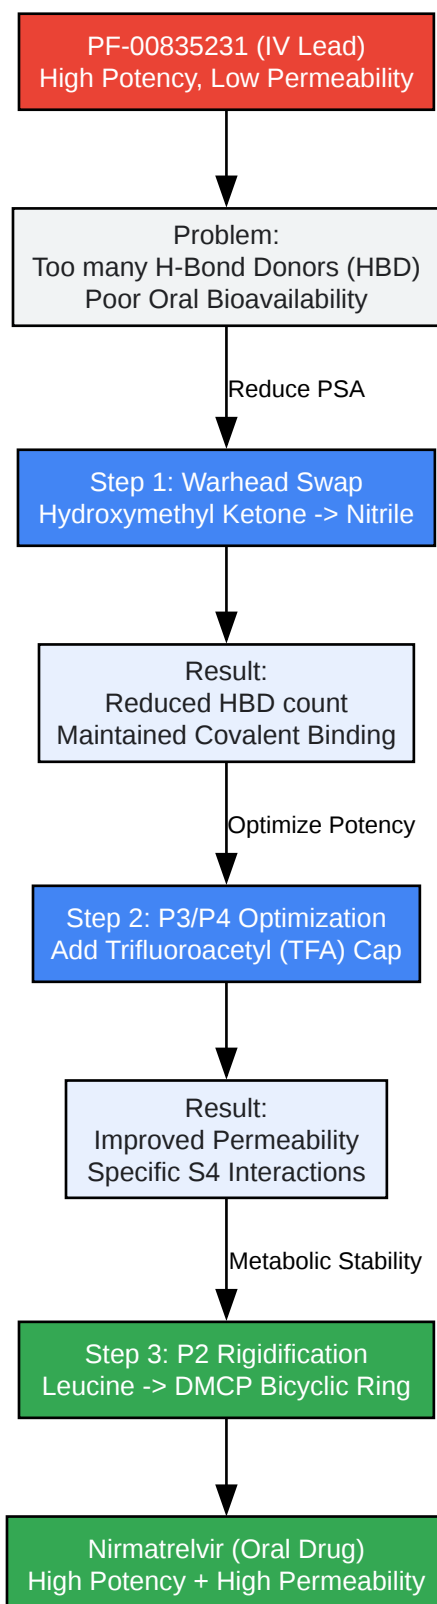 PF-00835231 (IV Lead)
High Potency, Low Permeability
Problem:
Too many H-Bond Donors (HBD)
Poor Oral Bioavailability
Reduce PSA
Step 1: Warhead Swap
Hydroxymethyl Ketone -> Nitrile
Result:
Reduced HBD count
Maintained Covalent Binding
Optimize Potency
Step 2: P3/P4 Optimization
Add Trifluoroacetyl (TFA) Cap
Result:
Improved Permeability
Specific S4 Interactions
Metabolic Stability
Step 3: P2 Rigidification
Leucine -> DMCP Bicyclic Ring
Nirmatrelvir (Oral Drug)
High Potency + High Permeability